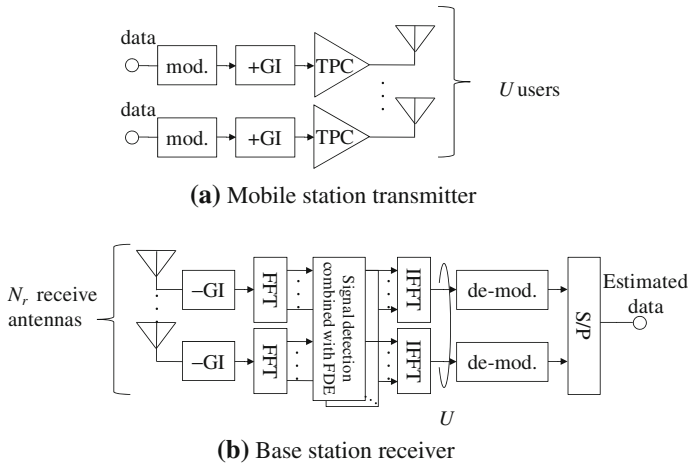 data
mod.
+GI
TPC
data
mod.
+GI
TPC
U users
(a) Mobile station transmitter
N_r receive
antennas
−GI
FFT
−GI
FFT
Signal detection
combined with FDE
IFFT
IFFT
U
de-mod.
de-mod.
S/P
Estimated
data
(b) Base station receiver